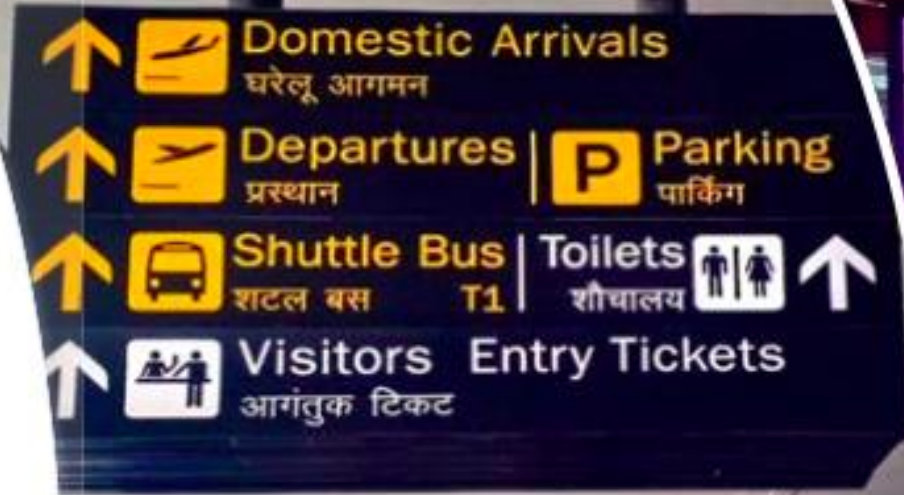 Domestic Arrivals
घरेलू आगमन
Departures P Parking
प्रस्थान पार्किंग
Shuttle Bus Toilets
शटल बस T1 शौचालय
Visitors Entry Tickets
आगंतुक टिकट